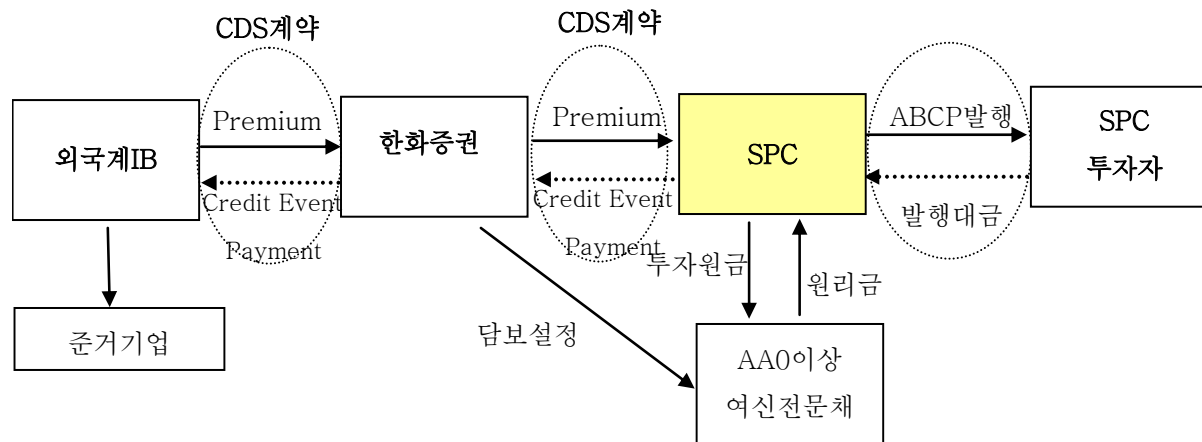 CDS계약
CDS계약
외국계IB
Premium
Credit Event
Payment
한화증권
Premium
Credit Event
Payment
SPC
ABCP발행
발행대금
SPC
투자자
준거기업
담보설정
투자원금
원리금
AA0이상
여신전문채